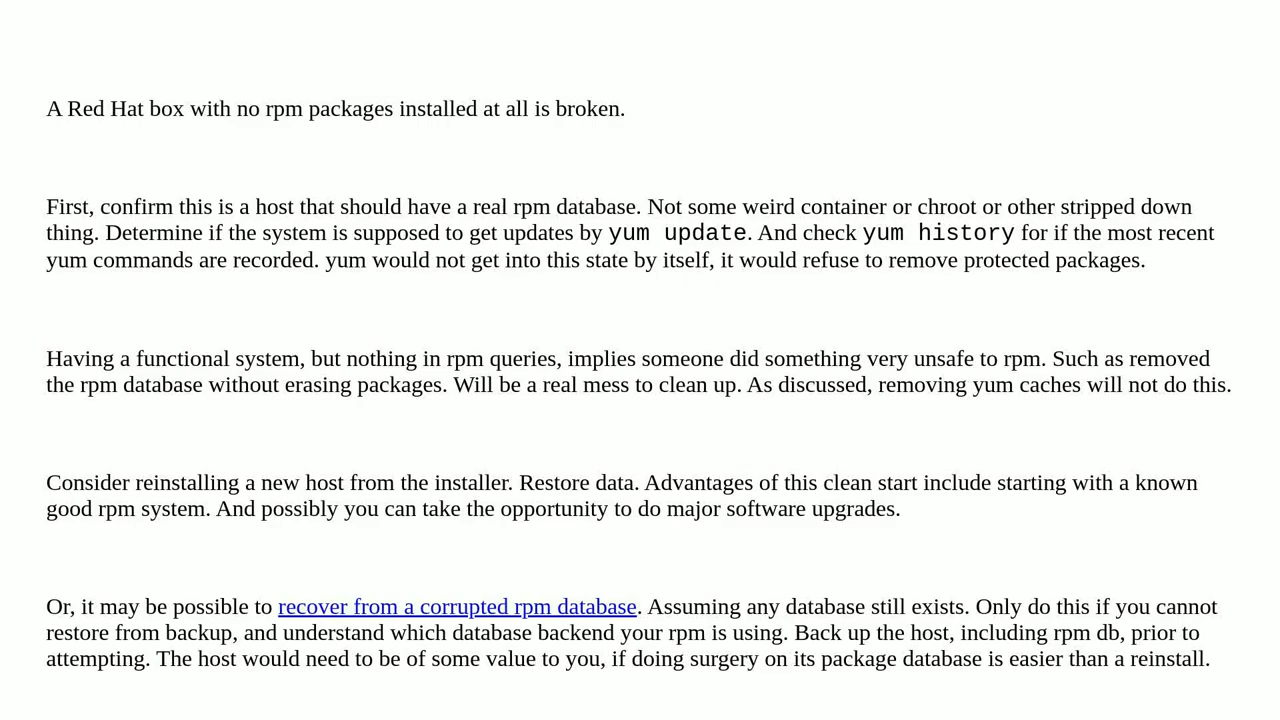 A Red Hat box with no rpm packages installed at all is broken.
First, confirm this is a host that should have a real rpm database. Not some weird container or chroot or other stripped down
thing. Determine if the system is supposed to get updates by yum update. And check yum history for if the most recent
yum commands are recorded. yum would not get into this state by itself, it would refuse to remove protected packages.
Having a functional system, but nothing in rpm queries, implies someone did something very unsafe to rpm. Such as removed
the rpm database without erasing packages. Will be a real mess to clean up. As discussed, removing yum caches will not do this.
Consider reinstalling a new host from the installer. Restore data. Advantages of this clean start include starting with a known
good rpm system. And possibly you can take the opportunity to do major software upgrades.
Or, it may be possible to recover from a corrupted rpm database. Assuming any database still exists. Only do this if you cannot
restore from backup, and understand which database backend your rpm is using. Back up the host, including rpm db, prior to
attempting. The host would need to be of some value to you, if doing surgery on its package database is easier than a reinstall.